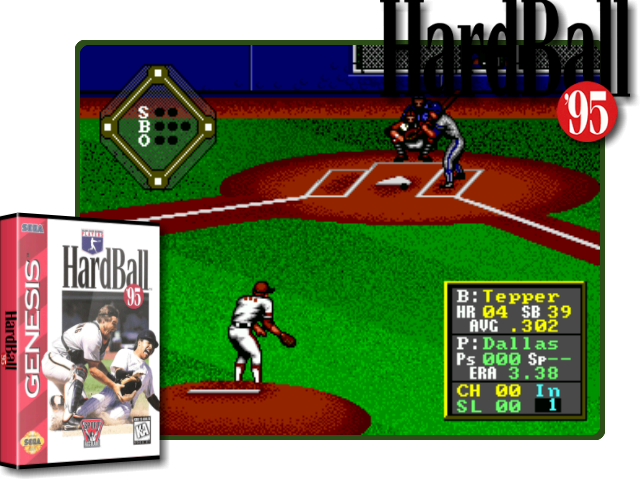 HardBall
'95
S
B
O
B:Tepper
HR 04 SB 39
AVG .302
P:Dallas
Ps 000 Sp--
ERA 3.38
CH 00 In
SL 00 1
SEGA
GENESIS
HardBall
PLAYERS
HardBall
'95
SEGA
K-A